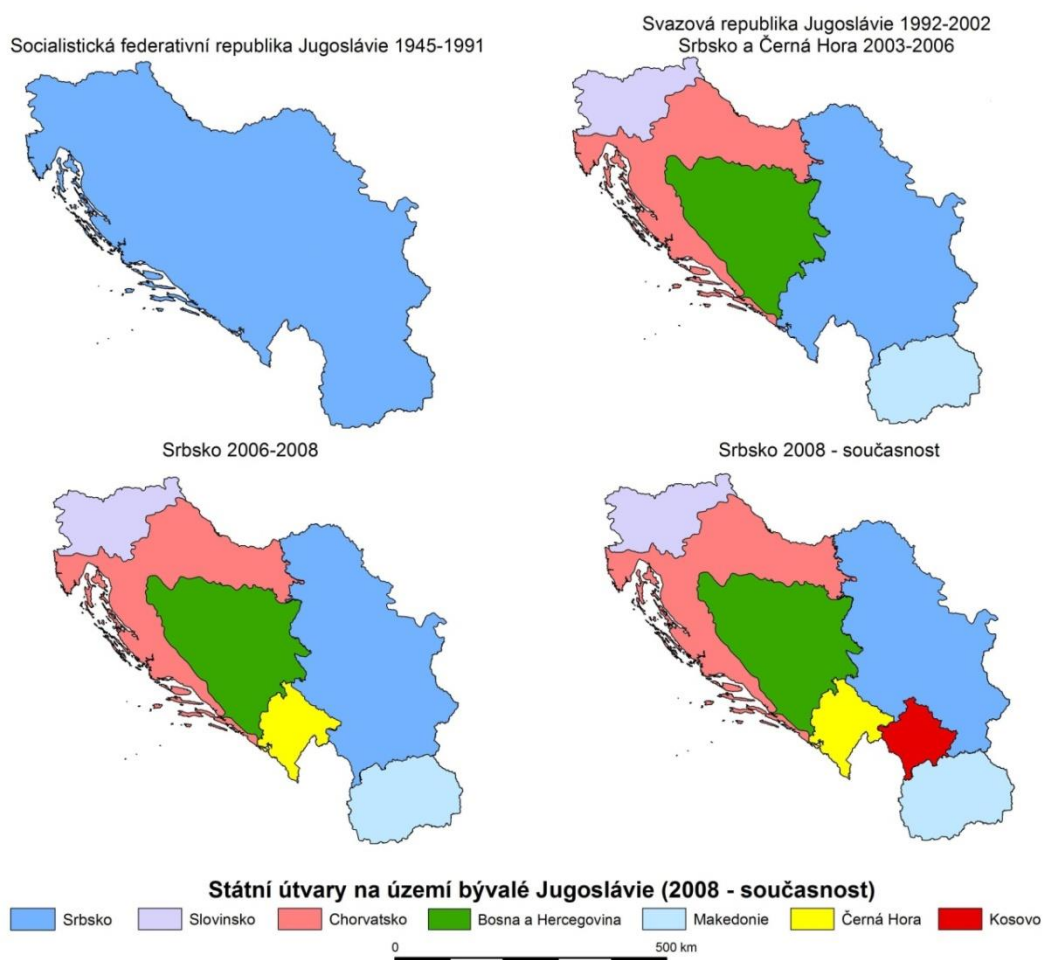 Socialistická federativní republika Jugoslávie 1945-1991
Svazová republika Jugoslávie 1992-2002
Srbsko a Černá Hora 2003-2006
Srbsko 2006-2008
Srbsko 2008 - současnost
Státní útvary na území bývalé Jugoslávie (2008 - současnost)
Srbsko
Slovinsko
Chorvatsko
Bosna a Hercegovina
Makedonie
Černá Hora
Kosovo
0
500 km